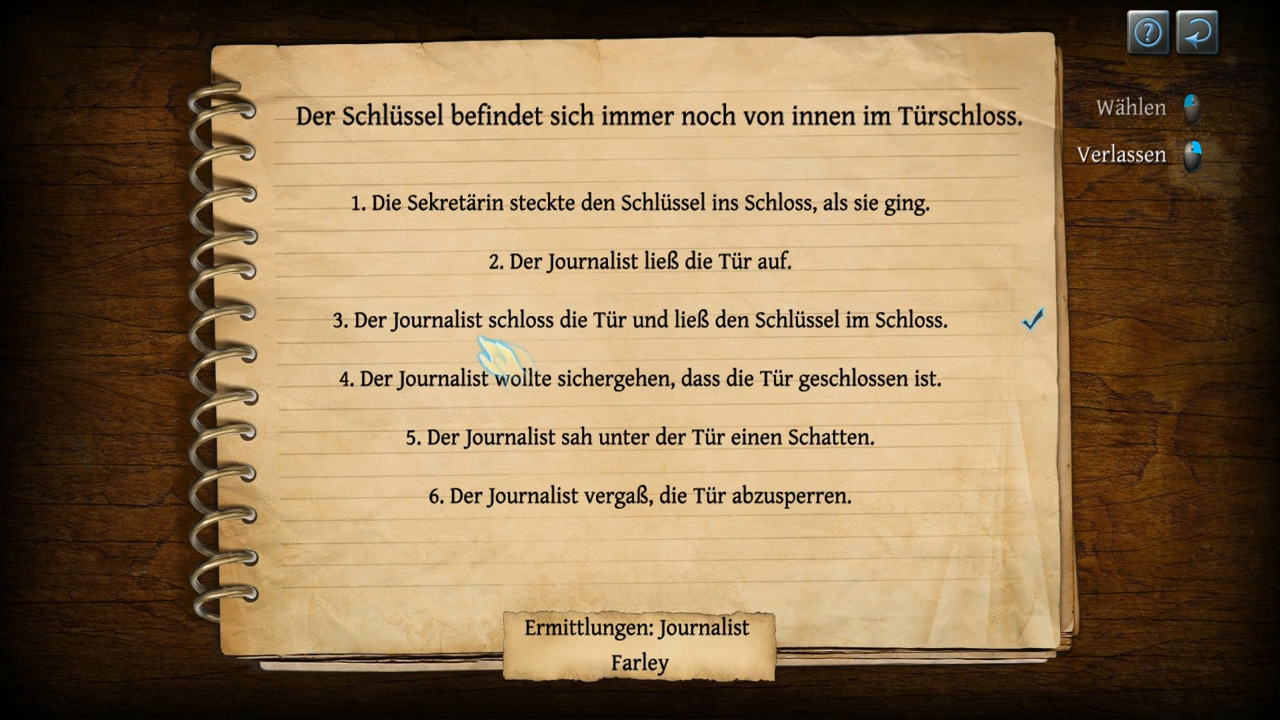 Der Schlüssel befindet sich immer noch von innen im Türschloss.
Wählen
Verlassen
1. Die Sekretärin steckte den Schlüssel ins Schloss, als sie ging.
2. Der Journalist ließ die Tür auf.
3. Der Journalist schloss die Tür und ließ den Schlüssel im Schloss.
4. Der Journalist wollte sichergehen, dass die Tür geschlossen ist.
5. Der Journalist sah unter der Tür einen Schatten.
6. Der Journalist vergaß, die Tür abzusperren.
Ermittlungen: Journalist
Farley